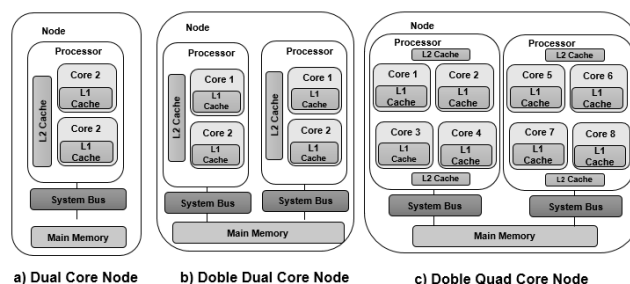 Node
Processor
Core 2
L1
Cache
Core 2
L1
Cache
L2 Cache
System Bus
Main Memory
a) Dual Core Node
Node
Processor
Core 1
L1
Cache
Core 2
L1
Cache
L2 Cache
System Bus
Processor
Core 1
L1
Cache
Core 2
L1
Cache
L2 Cache
System Bus
Main Memory
b) Doble Dual Core Node
Node
Processor
L2 Cache
Core 1
L1
Cache
Core 2
L1
Cache
Core 3
L1
Cache
Core 4
L1
Cache
L2 Cache
System Bus
Processor
L2 Cache
Core 5
L1
Cache
Core 6
L1
Cache
Core 7
L1
Cache
Core 8
L1
Cache
L2 Cache
System Bus
Main Memory
c) Doble Quad Core Node